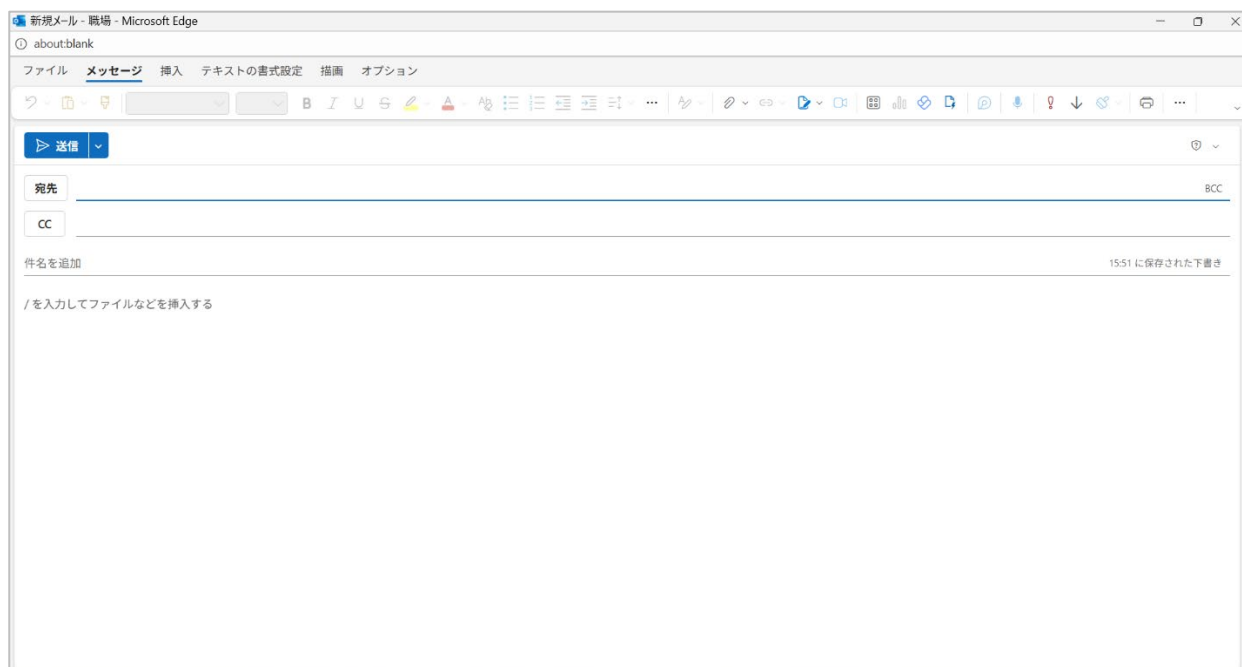 新規メール - 職場 - Microsoft Edge
about:blank
ファイル メッセージ 挿入 テキストの書式設定 描画 オプション
送信
宛先 BCC
CC
件名を追加 15:51 に保存された下書き
/ を入力してファイルなどを挿入する